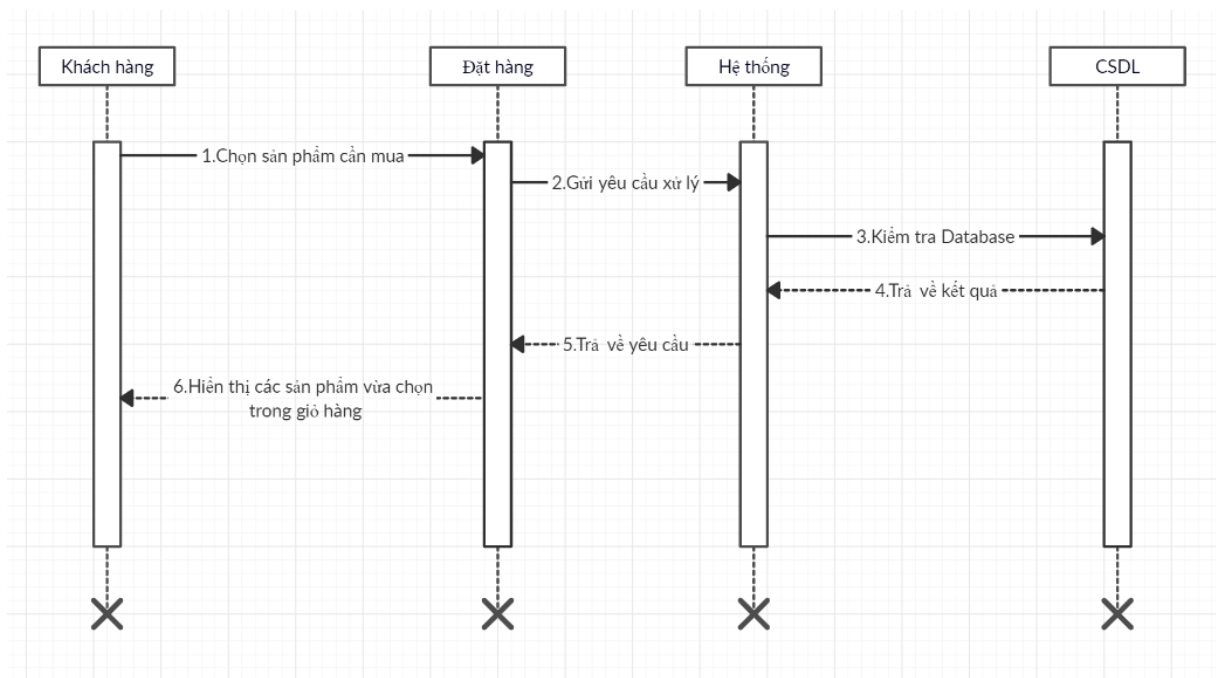 Khách hàng
Đặt hàng
Hệ thống
CSDL
1.Chọn sản phẩm cần mua
2.Gửi yêu cầu xử lý
3.Kiểm tra Database
4.Trả về kết quả
5.Trả về yêu cầu
6.Hiển thị các sản phẩm vừa chọn
trong giỏ hàng